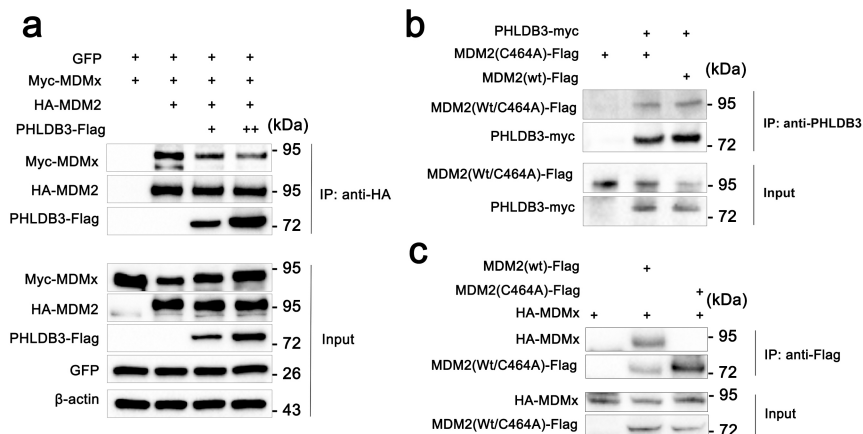 a
GFP + + + +
Myc-MDMx + + + +
HA-MDM2 + + +
PHLDB3-Flag + ++ (kDa)
Myc-MDMx - 95
HA-MDM2 - 95
PHLDB3-Flag - 72
IP: anti-HA
Myc-MDMx - 95
HA-MDM2 - 95
PHLDB3-Flag - 72
GFP - 26
β-actin - 43
Input
b
PHLDB3-myc + +
MDM2(C464A)-Flag + +
MDM2(wt)-Flag + (kDa)
MDM2(Wt/C464A)-Flag - 95
PHLDB3-myc - 72
IP: anti-PHLDB3
MDM2(Wt/C464A)-Flag - 95
PHLDB3-myc - 72
Input
c
MDM2(wt)-Flag +
MDM2(C464A)-Flag + (kDa)
HA-MDMx + + +
HA-MDMx - 95
MDM2(Wt/C464A)-Flag - 72
IP: anti-Flag
HA-MDMx - 95
MDM2(Wt/C464A)-Flag - 72
Input